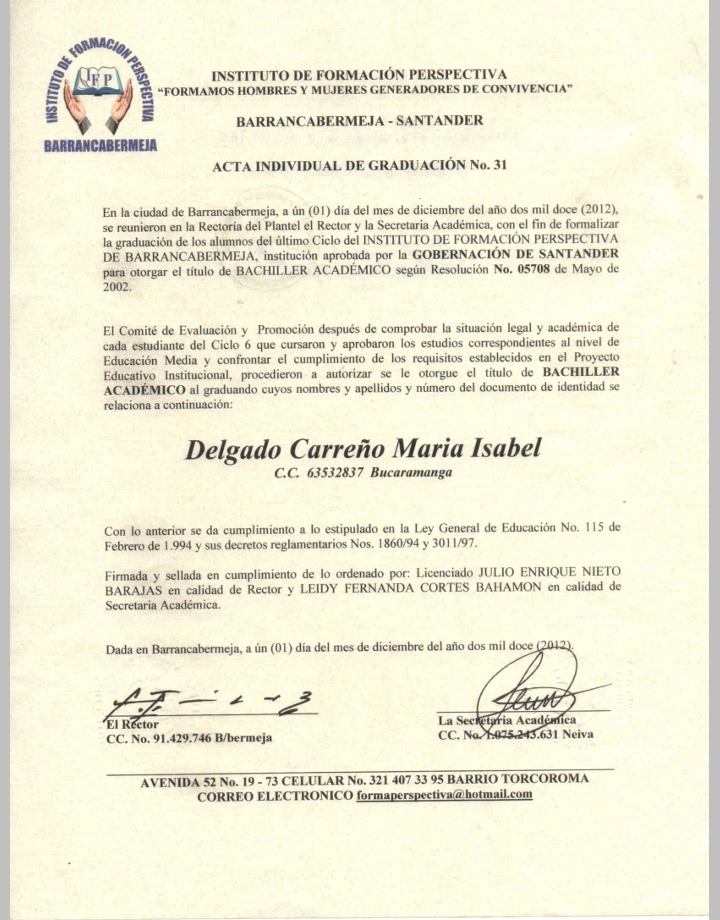 INSTITUTO DE FORMACION PERSPECTIVA
IFP
BARRANCABERMEJA
INSTITUTO DE FORMACIÓN PERSPECTIVA
“FORMAMOS HOMBRES Y MUJERES GENERADORES DE CONVIVENCIA”
BARRANCABERMEJA - SANTANDER
ACTA INDIVIDUAL DE GRADUACIÓN No. 31
En la ciudad de Barrancabermeja, a ún (01) día del mes de diciembre del año dos mil doce (2012),
se reunieron en la Rectoría del Plantel el Rector y la Secretaria Académica, con el fin de formalizar
la graduación de los alumnos del último Ciclo del INSTITUTO DE FORMACIÓN PERSPECTIVA
DE BARRANCABERMEJA, institución aprobada por la GOBERNACIÓN DE SANTANDER
para otorgar el título de BACHILLER ACADÉMICO según Resolución No. 05708 de Mayo de
2002.
El Comité de Evaluación y Promoción después de comprobar la situación legal y académica de
cada estudiante del Ciclo 6 que cursaron y aprobaron los estudios correspondientes al nivel de
Educación Media y confrontar el cumplimiento de los requisitos establecidos en el Proyecto
Educativo Institucional, procedieron a autorizar se le otorgue el título de BACHILLER
ACADÉMICO al graduando cuyos nombres y apellidos y número del documento de identidad se
relaciona a continuación:
Delgado Carreño Maria Isabel
C.C. 63532837 Bucaramanga
Con lo anterior se da cumplimiento a lo estipulado en la Ley General de Educación No. 115 de
Febrero de 1.994 y sus decretos reglamentarios Nos. 1860/94 y 3011/97.
Firmada y sellada en cumplimiento de lo ordenado por: Licenciado JULIO ENRIQUE NIETO
BARAJAS en calidad de Rector y LEIDY FERNANDA CORTES BAHAMON en calidad de
Secretaria Académica.
Dada en Barrancabermeja, a ún (01) día del mes de diciembre del año dos mil doce (2012).
El Rector
CC. No. 91.429.746 B/bermeja
La Secretaria Académica
CC. No. 1.075.243.631 Neiva
AVENIDA 52 No. 19 - 73 CELULAR No. 321 407 33 95 BARRIO TORCOROMA
CORREO ELECTRONICO formaperspectiva@hotmail.com